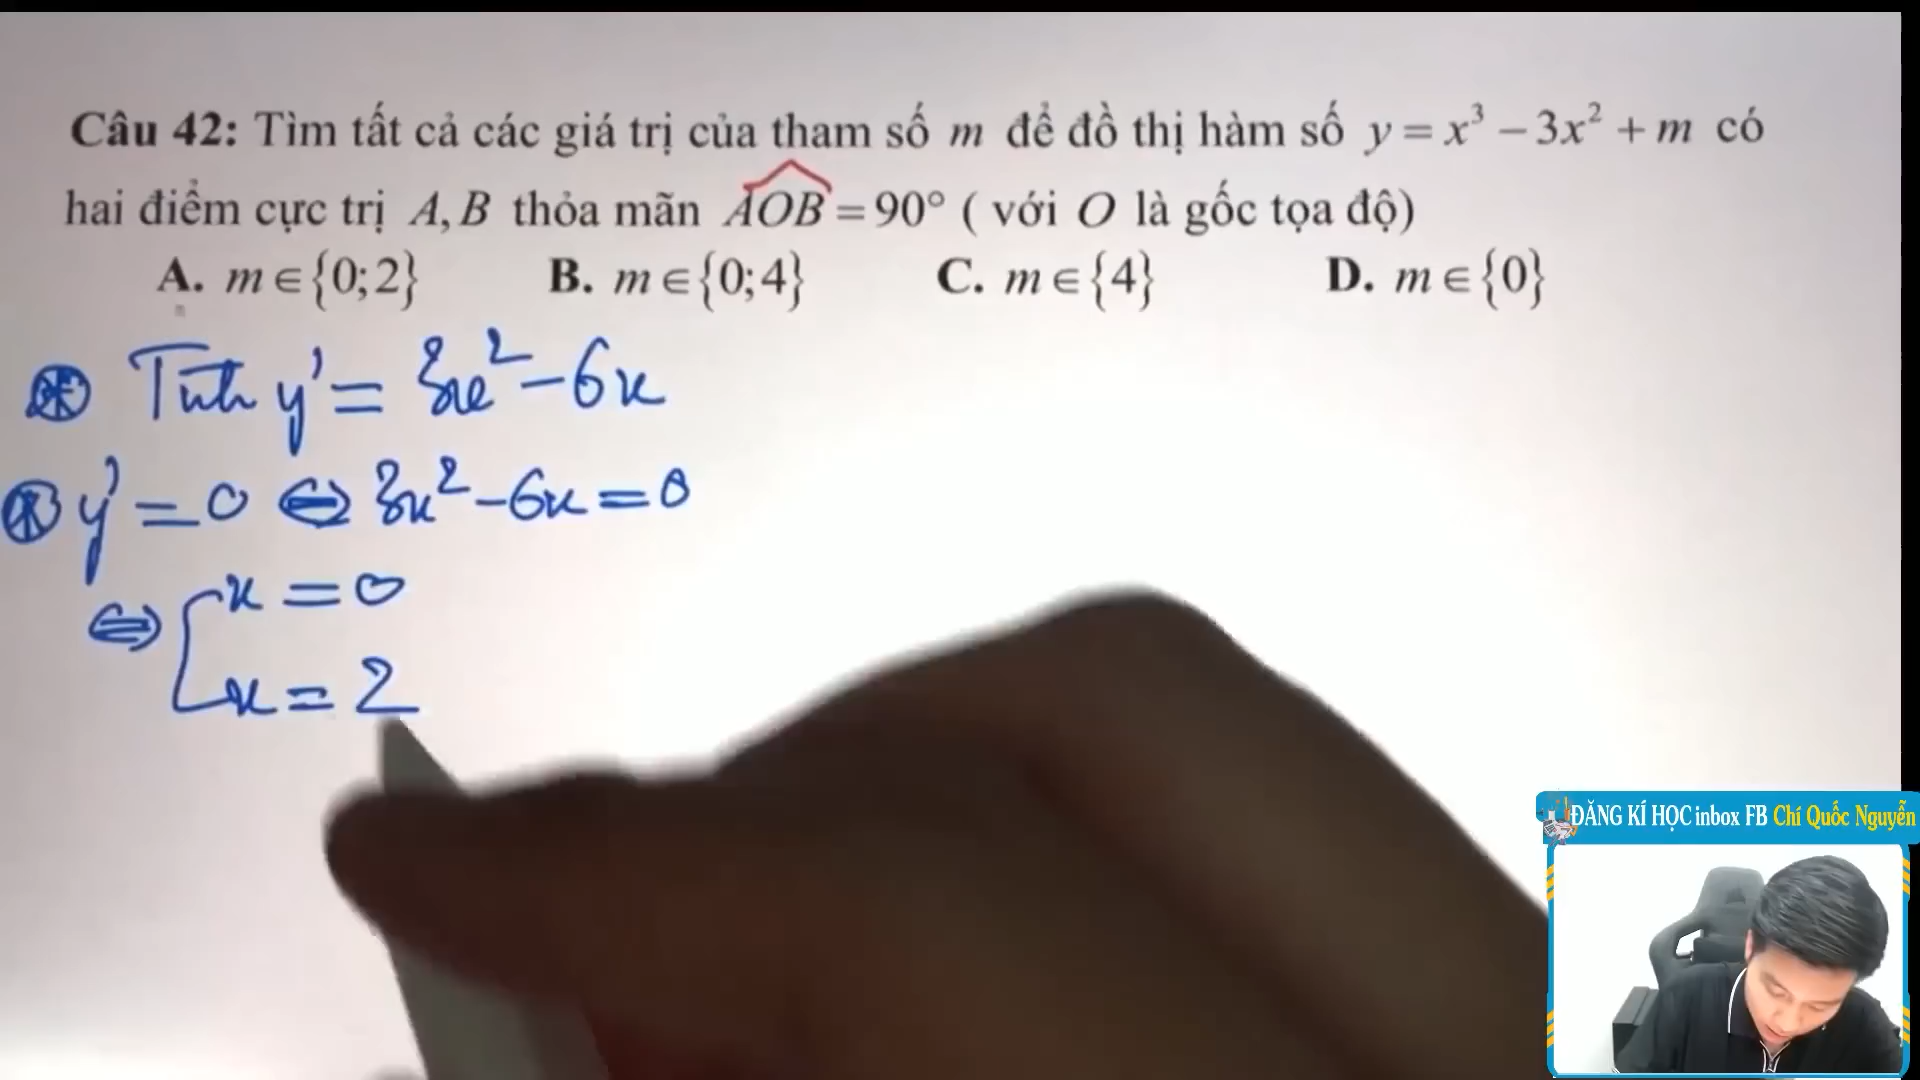 Câu 42: Tìm tất cả các giá trị của tham số m để đồ thị hàm số y = x³ − 3x² + m có
hai điểm cực trị A, B thỏa mãn AOB = 90° ( với O là gốc tọa độ)
A. m ∈ {0;2} B. m ∈ {0;4} C. m ∈ {4} D. m ∈ {0}
⊛ Tính y' = 3x² − 6x
⊛ y' = 0 ⇔ 3x² − 6x = 0
⇔ [ x = 0
x = 2
ĐĂNG KÍ HỌC inbox FB Chí Quốc Nguyễn